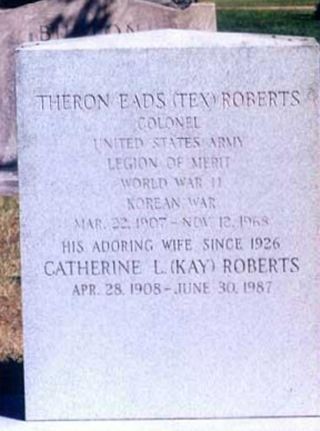 THERON EADS (TEX) ROBERTS
COLONEL
UNITED STATES ARMY
LEGION OF MERIT
WORLD WAR II
KOREAN WAR
MAR. 22, 1907 – NOV. 12, 1968
HIS ADORING WIFE SINCE 1926
CATHERINE L. (KAY) ROBERTS
APR. 28, 1908 – JUNE 30, 1987